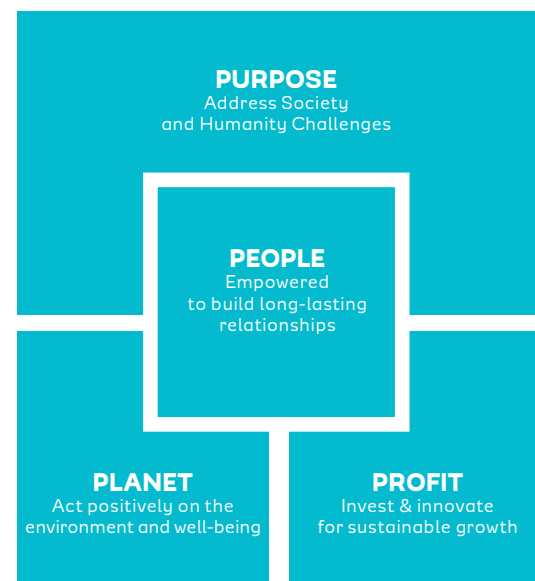 PURPOSE
Address Society
and Humanity Challenges
PEOPLE
Empowered
to build long-lasting
relationships
PLANET
Act positively on the
environment and well-being
PROFIT
Invest & innovate
for sustainable growth